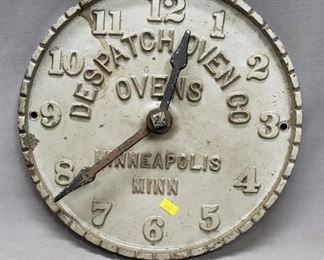 12
11 1
10 2
DESPATCH OVEN CO
OVENS
9 3
MINNEAPOLIS
MINN
8 4
7 5
6